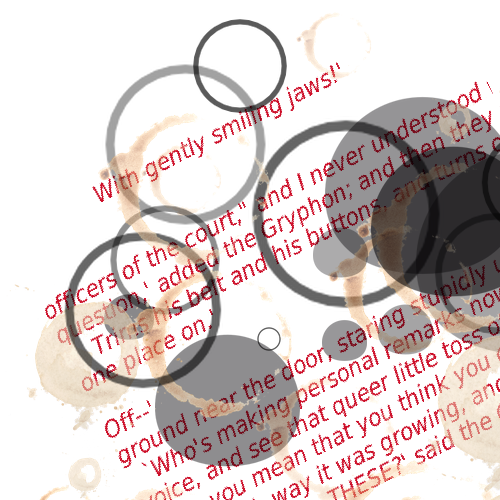 With gently smiling jaws!'
officers of the court," and I never understood
question,' added the Gryphon; and then they
Trims his belt and his buttons, and turns
one place on,'
Off--'
ground near the door, staring stupidly
`Who's making personal remarks
voice, and see that queer little toss
you mean that you think you
way it was growing, and
THESE?' said the